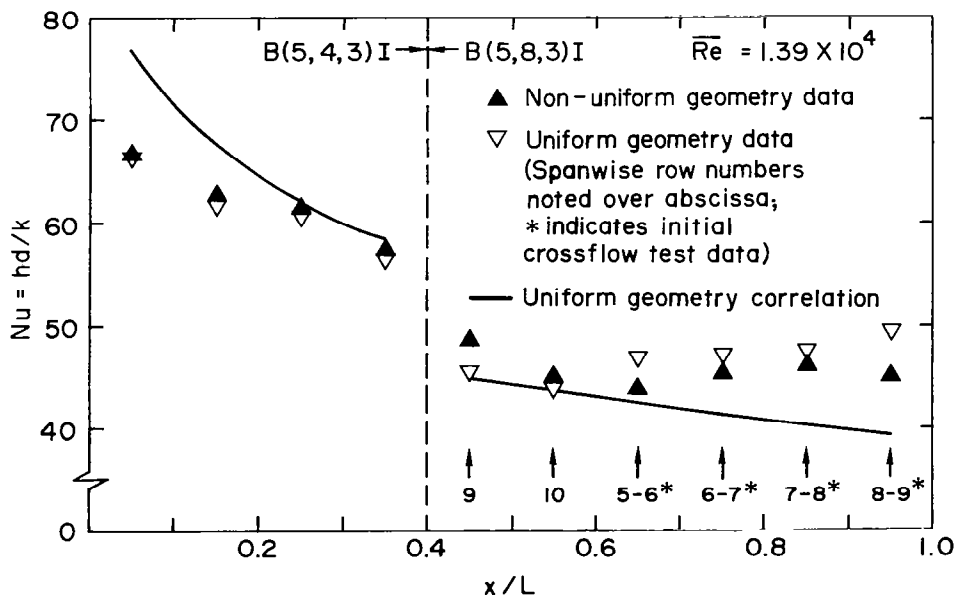 80
70
60
50
40
0
Nu = hd/k
B(5,4,3)I
B(5,8,3)I
Re = 1.39 X 10^4
▲ Non-uniform geometry data
▽ Uniform geometry data
(Spanwise row numbers
noted over abscissa;
* indicates initial
crossflow test data)
Uniform geometry correlation
9 10 5-6* 6-7* 7-8* 8-9*
0 0.2 0.4 0.6 0.8 1.0
x/L